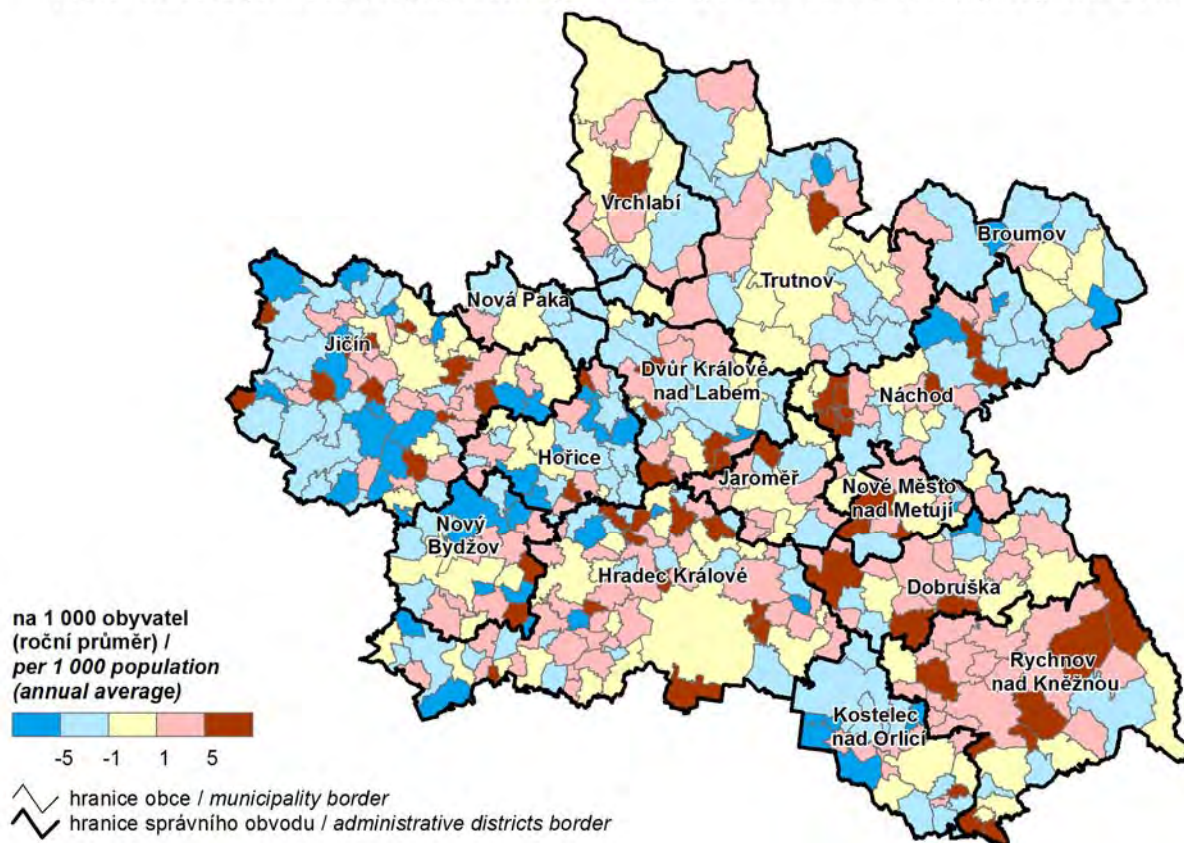 Vrchlabí
Broumov
Trutnov
Nová Paka
Jičín
Dvůr Králové
nad Labem
Náchod
Hořice
Jaroměř
Nové Město
nad Metují
Nový
Bydžov
Hradec Králové
Dobruška
Rychnov
nad Kněžnou
Kostelec
nad Orlicí
na 1 000 obyvatel
(roční průměr) /
per 1 000 population
(annual average)
-5 -1 1 5
hranice obce / municipality border
hranice správního obvodu / administrative districts border